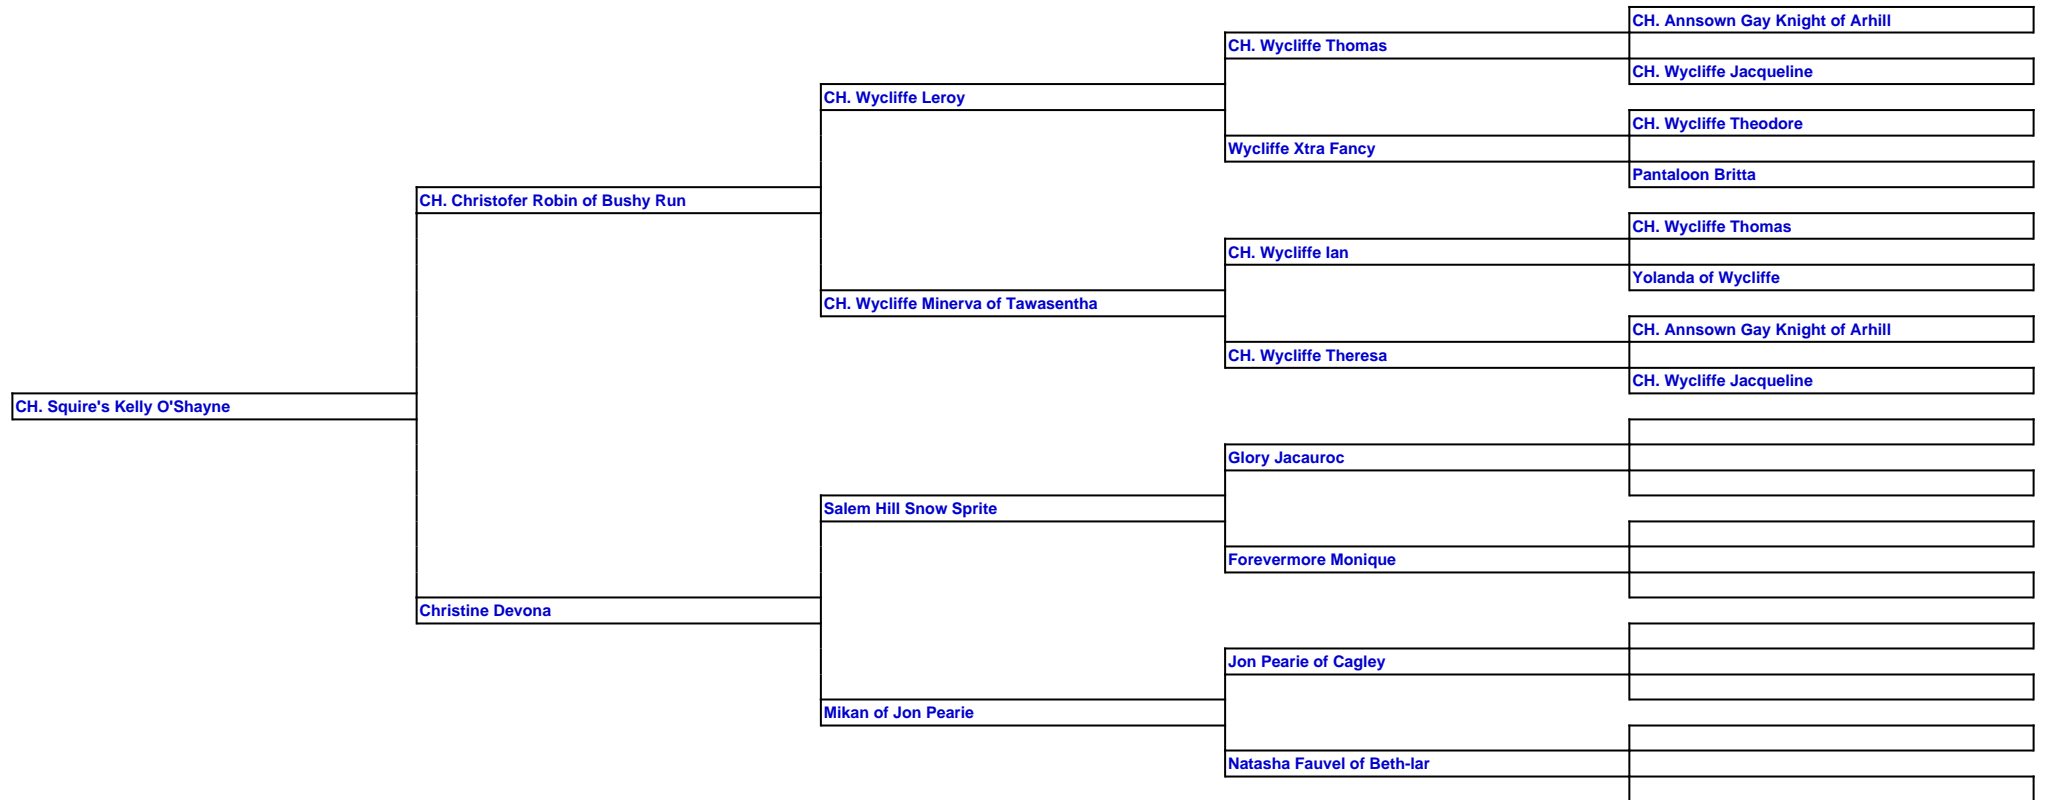 CH. Annsown Gay Knight of Arhill
CH. Wycliffe Thomas
CH. Wycliffe Jacqueline
CH. Wycliffe Leroy
CH. Wycliffe Theodore
Wycliffe Xtra Fancy
Pantaloon Britta
CH. Christofer Robin of Bushy Run
CH. Wycliffe Thomas
CH. Wycliffe Ian
Yolanda of Wycliffe
CH. Wycliffe Minerva of Tawasentha
CH. Annsown Gay Knight of Arhill
CH. Wycliffe Theresa
CH. Wycliffe Jacqueline
CH. Squire's Kelly O'Shayne
Glory Jacauroc
Salem Hill Snow Sprite
Forevermore Monique
Christine Devona
Jon Pearie of Cagley
Mikan of Jon Pearie
Natasha Fauvel of Beth-lar